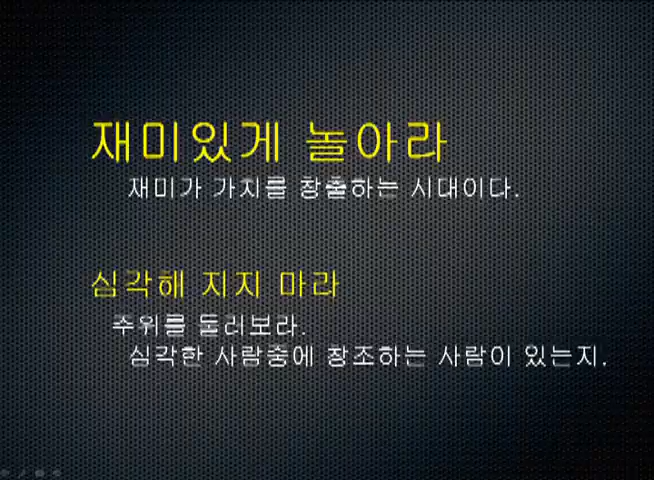 재미있게 놀아라
재미가 가치를 창출하는 시대이다.
심각해 지지 마라
주위를 둘러보라.
심각한 사람중에 창조하는 사람이 있는지.